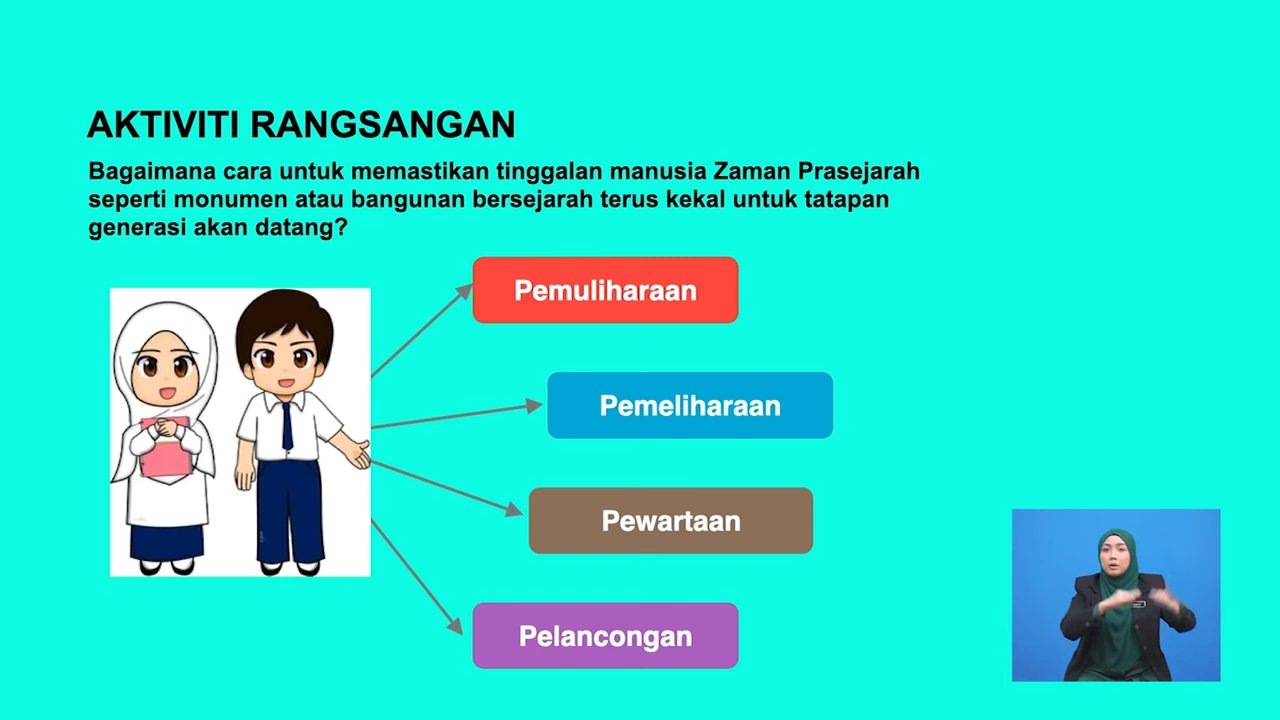 AKTIVITI RANGSANGAN
Bagaimana cara untuk memastikan tinggalan manusia Zaman Prasejarah
seperti monumen atau bangunan bersejarah terus kekal untuk tatapan
generasi akan datang?
Pemuliharaan
Pemeliharaan
Pewartaan
Pelancongan